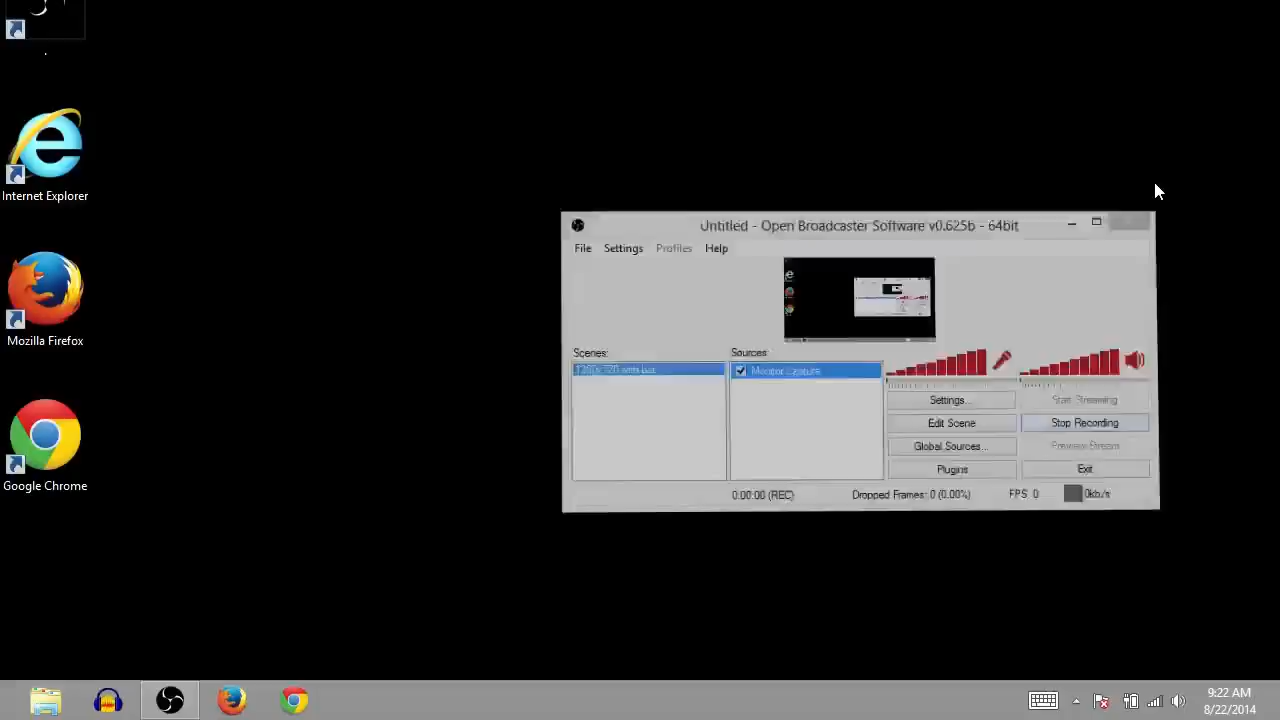 Internet Explorer
Mozilla Firefox
Google Chrome
Untitled - Open Broadcaster Software v0.625b - 64bit
File Settings Profiles Help
Scenes:
Sources:
Monitor Capture
Settings...
Start Streaming
Edit Scene
Stop Recording
Global Sources...
Preview Stream
Plugins
Exit
0:00:00 (REC)
Dropped Frames: 0 (0.00%)
FPS 0
0kb/s
9:22 AM
8/22/2014